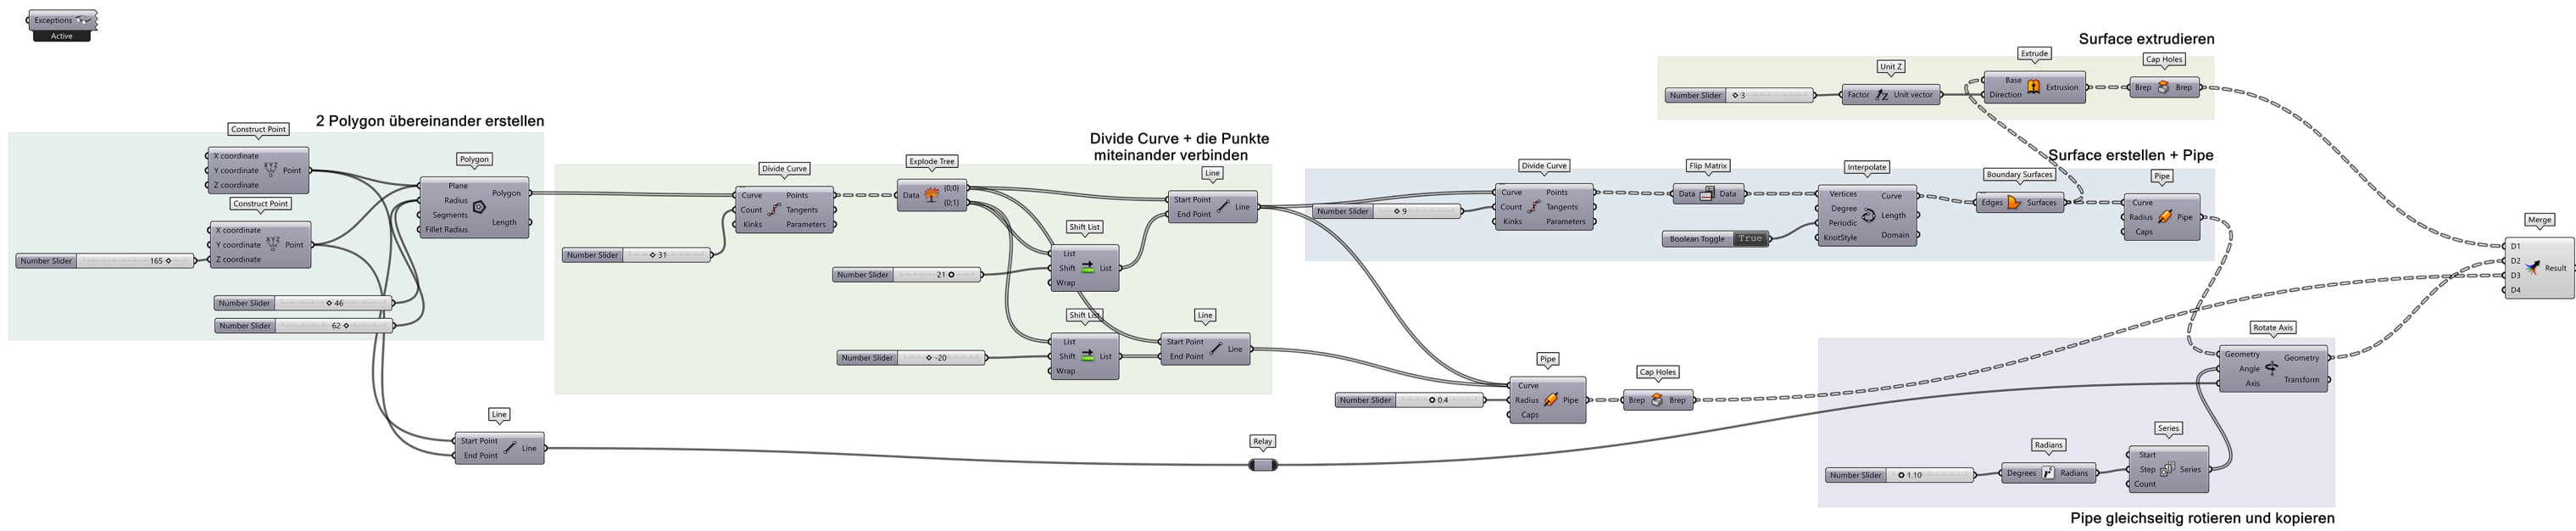 Exceptions
Active
2 Polygon übereinander erstellen
Construct Point
X coordinate
Y coordinate
Z coordinate
Point
Construct Point
X coordinate
Y coordinate
Z coordinate
Point
Number Slider 165
Number Slider 46
Number Slider 62
Polygon
Plane
Radius
Segments
Fillet Radius
Polygon
Length
Line
Start Point
End Point
Line
Divide Curve + die Punkte
miteinander verbinden
Divide Curve
Curve
Count
Kinks
Points
Tangents
Parameters
Number Slider 31
Explode Tree
Data
{0;0}
{0;1}
Number Slider 21
Shift List
List
Shift
Wrap
List
Number Slider -20
Shift List
List
Shift
Wrap
List
Line
Start Point
End Point
Line
Line
Start Point
End Point
Line
Relay
Surface erstellen + Pipe
Number Slider 9
Divide Curve
Curve
Count
Kinks
Points
Tangents
Parameters
Flip Matrix
Data
Data
Boolean Toggle True
Interpolate
Vertices
Degree
Periodic
KnotStyle
Curve
Length
Domain
Boundary Surfaces
Edges
Surfaces
Pipe
Curve
Radius
Caps
Pipe
Surface extrudieren
Number Slider 3
Unit Z
Factor
Unit vector
Extrude
Base
Direction
Extrusion
Cap Holes
Brep
Brep
Number Slider 0.4
Pipe
Curve
Radius
Caps
Pipe
Cap Holes
Brep
Brep
Number Slider 1.10
Radians
Degrees
Radians
Series
Start
Step
Count
Series
Rotate Axis
Geometry
Angle
Axis
Geometry
Transform
Pipe gleichseitig rotieren und kopieren
Merge
D1
D2
D3
D4
Result